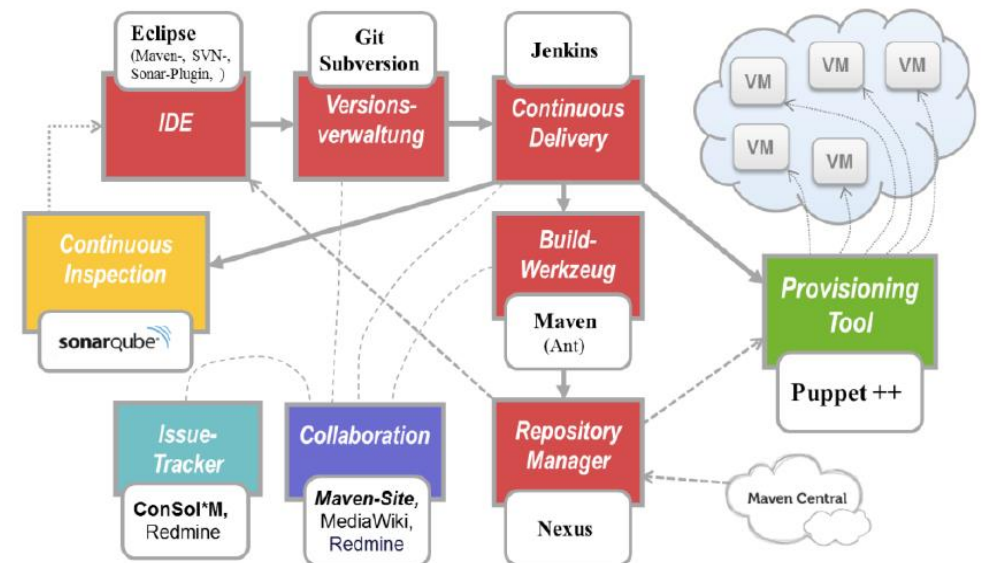 Eclipse
(Maven-, SVN-,
Sonar-Plugin, )
IDE
Git
Subversion
Versions-
verwaltung
Jenkins
Continuous
Delivery
VM
VM
VM
VM
VM
Continuous
Inspection
sonarqube
Build-
Werkzeug
Maven
(Ant)
Provisioning
Tool
Puppet ++
Issue-
Tracker
ConSol*M,
Redmine
Collaboration
Maven-Site,
MediaWiki,
Redmine
Repository
Manager
Nexus
Maven Central